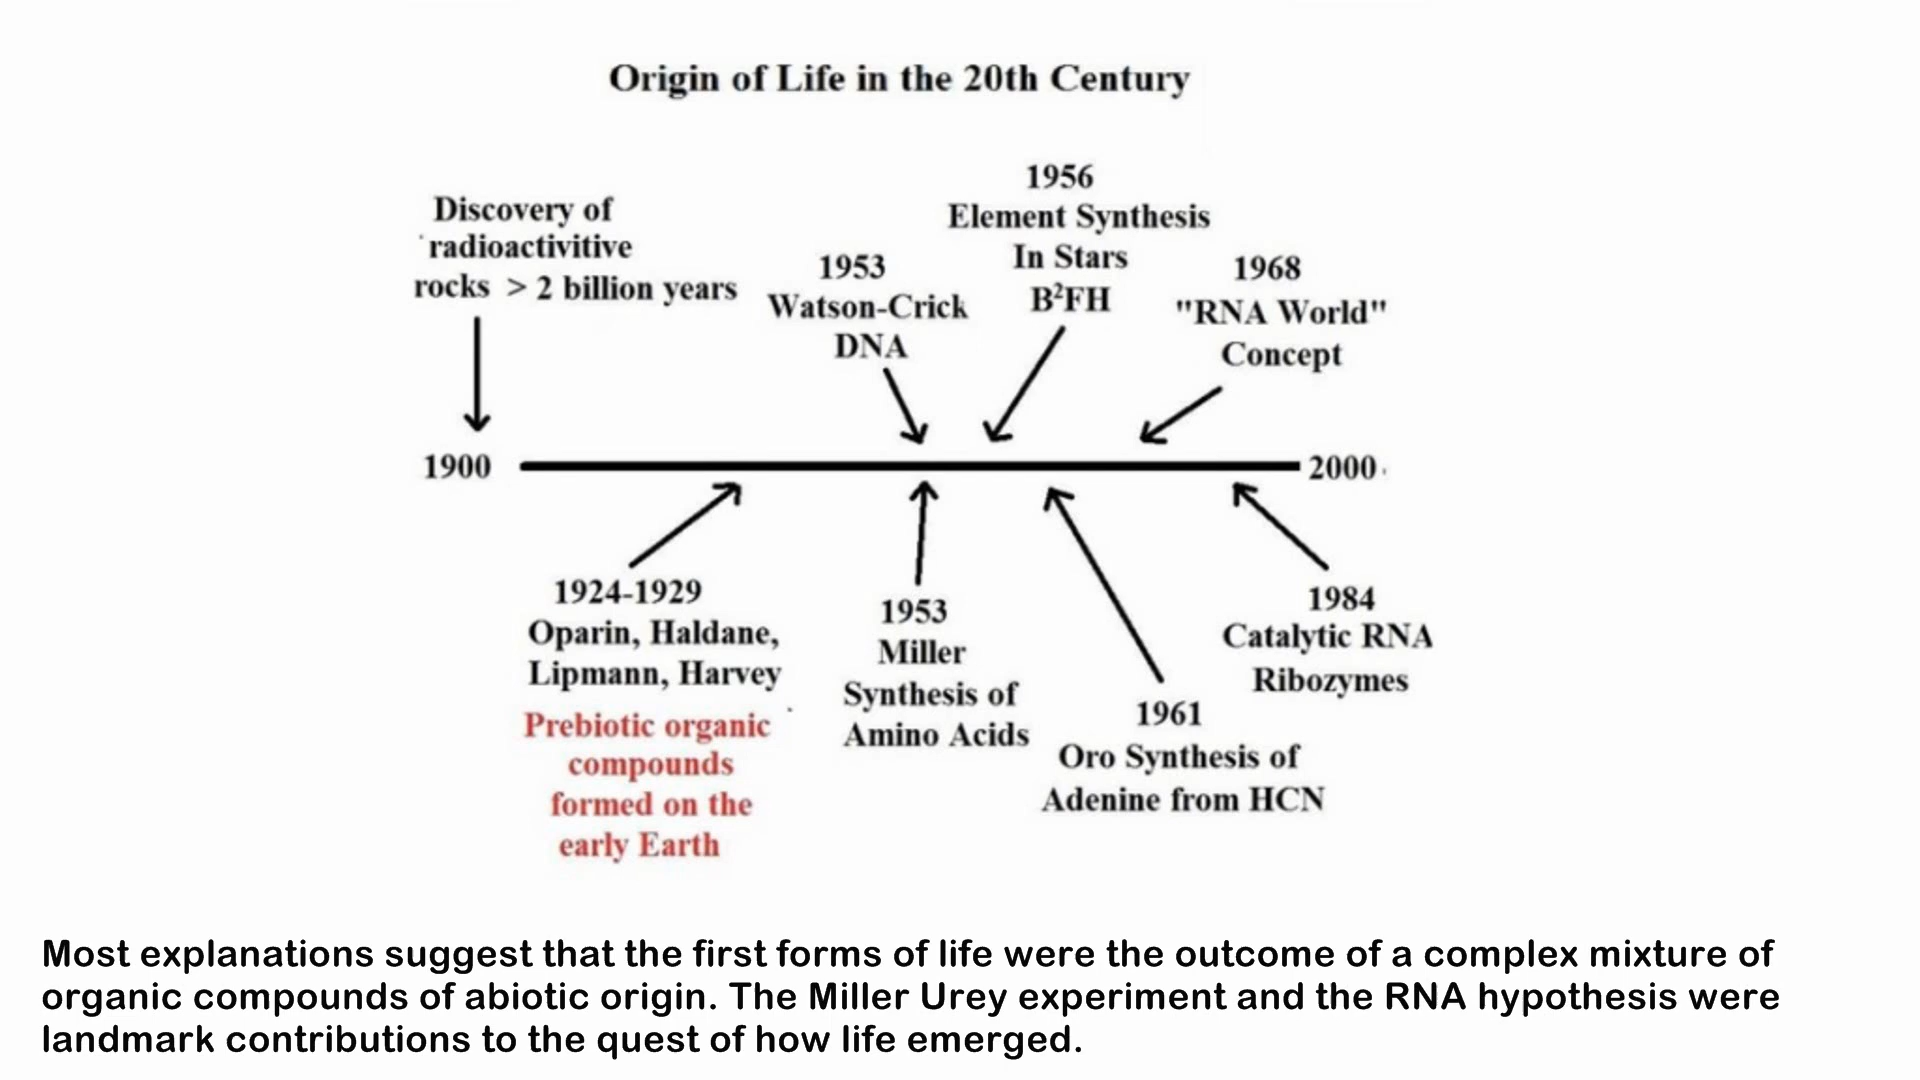 Origin of Life in the 20th Century
Discovery of
radioactivitive
rocks > 2 billion years
1953
Watson-Crick
DNA
1956
Element Synthesis
In Stars
B²FH
1968
"RNA World"
Concept
1900
2000
1924-1929
Oparin, Haldane,
Lipmann, Harvey
Prebiotic organic
compounds
formed on the
early Earth
1953
Miller
Synthesis of
Amino Acids
1961
Oro Synthesis of
Adenine from HCN
1984
Catalytic RNA
Ribozymes
Most explanations suggest that the first forms of life were the outcome of a complex mixture of
organic compounds of abiotic origin. The Miller Urey experiment and the RNA hypothesis were
landmark contributions to the quest of how life emerged.